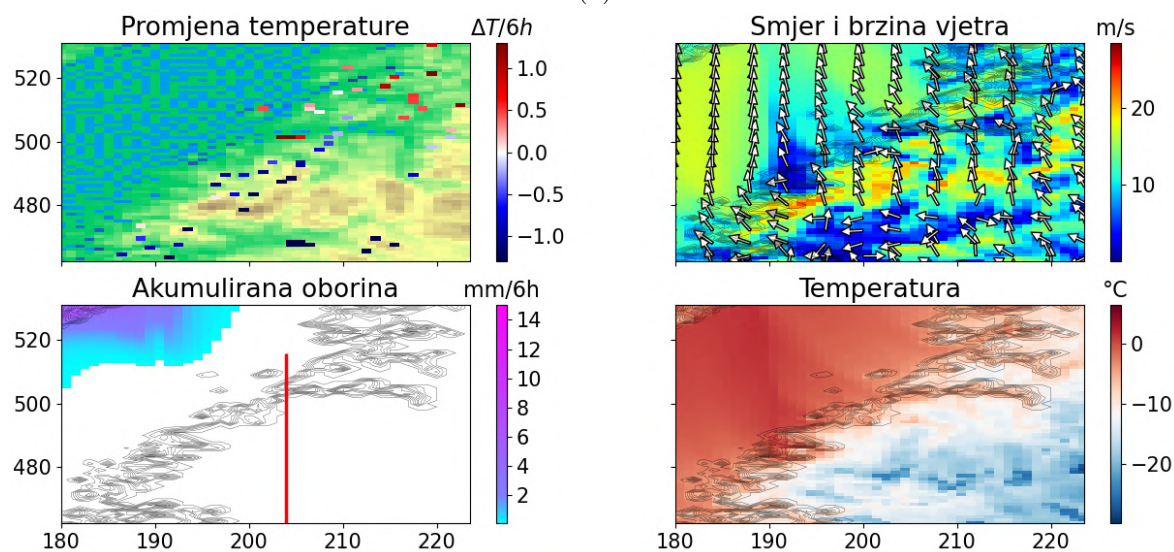 Promjena temperature
ΔT/6h
520
500
480
1.0
0.5
0.0
−0.5
−1.0
Smjer i brzina vjetra
m/s
20
10
Akumulirana oborina
mm/6h
520
500
480
180 190 200 210 220
14
12
10
8
6
4
2
Temperatura
°C
0
−10
−20
180 190 200 210 220